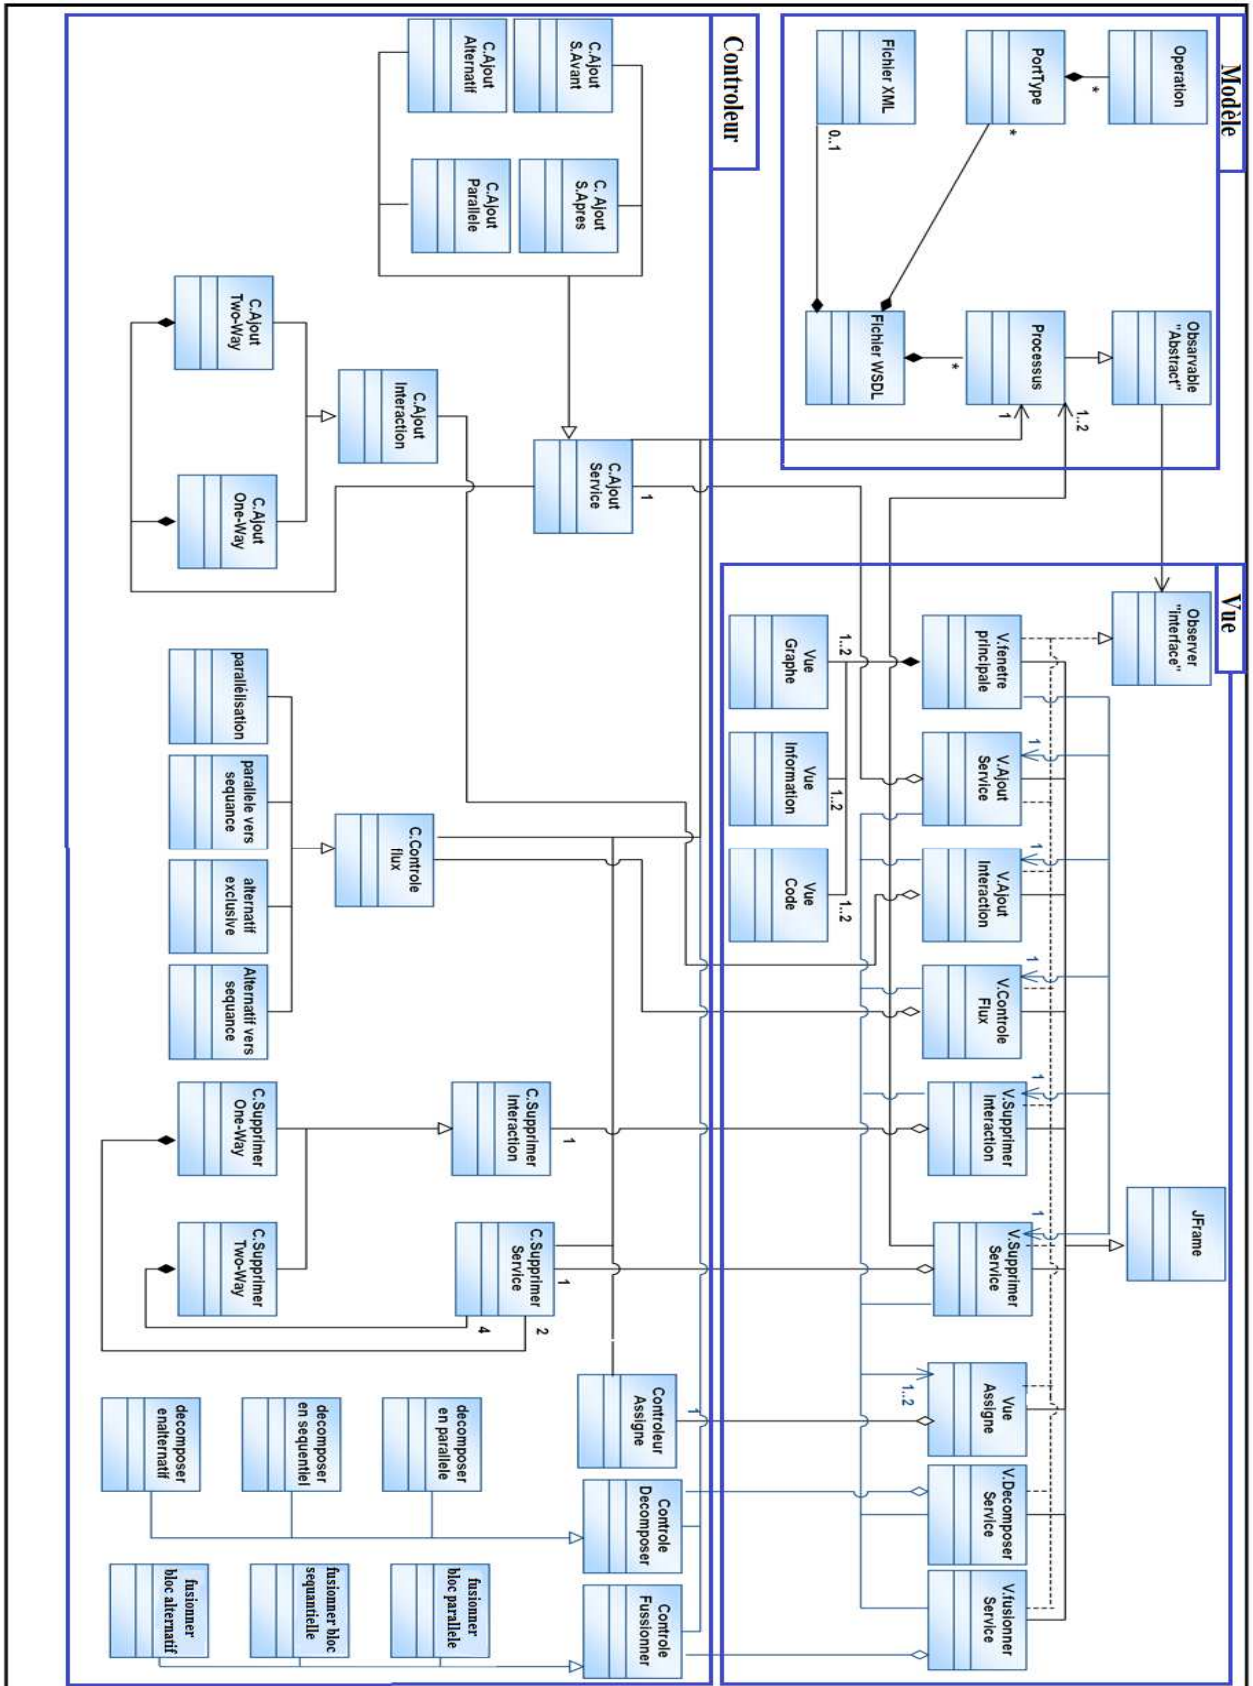 Modèle
Operation
*
PortType
*
Fichier XML
0..1
Obsarvable
"Abstract"
Processus
*
1
1..2
Fichier WSDL
Vue
Observer
"interface"
JFrame
V.fenetre
principale
V.Ajout
Service
V.Ajout
Interaction
V.Controle
Flux
V.Supprimer
Interaction
V.Supprimer
Service
Vue
Assigne
V.Decomposer
Service
V.fusionner
Service
1
1
1
1
1
1..2
Vue
Graphe
Vue
Information
Vue
Code
1..2
1..2
1..2
Controleur
C.Ajout
S.Avant
C. Ajout
S.Apres
C.Ajout
Alternatif
C.Ajout
Parallele
C.Ajout
Service
1
C.Ajout
Interaction
C.Ajout
Two-Way
C.Ajout
One-Way
C.Controle
flux
parallélisation
parallele vers
sequance
alternatif
exclusive
Alternatif vers
sequance
C.Supprimer
Interaction
1
C.Supprimer
Service
1
2
4
C.Supprimer
One-Way
C.Supprimer
Two-Way
Controleur
Assigne
1
Controle
Decomposer
Controle
Fussionner
decomposer
en parallele
decomposer
en sequentiel
decomposer
enalternatif
fusionner
bloc parallele
fusionner bloc
sequantielle
fusionner
bloc alternatif